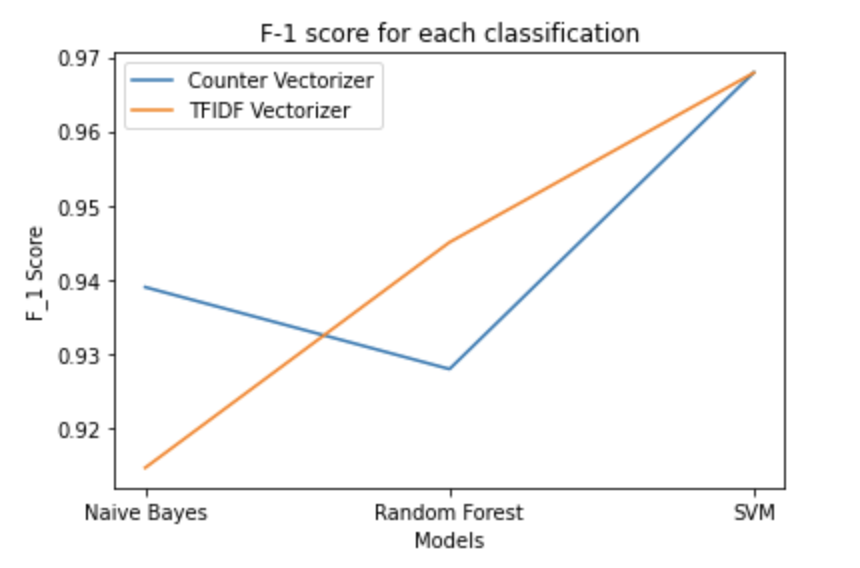 F-1 score for each classification
Counter Vectorizer
TFIDF Vectorizer
0.97
0.96
0.95
0.94
0.93
0.92
F_1 Score
Naive Bayes Random Forest SVM
Models